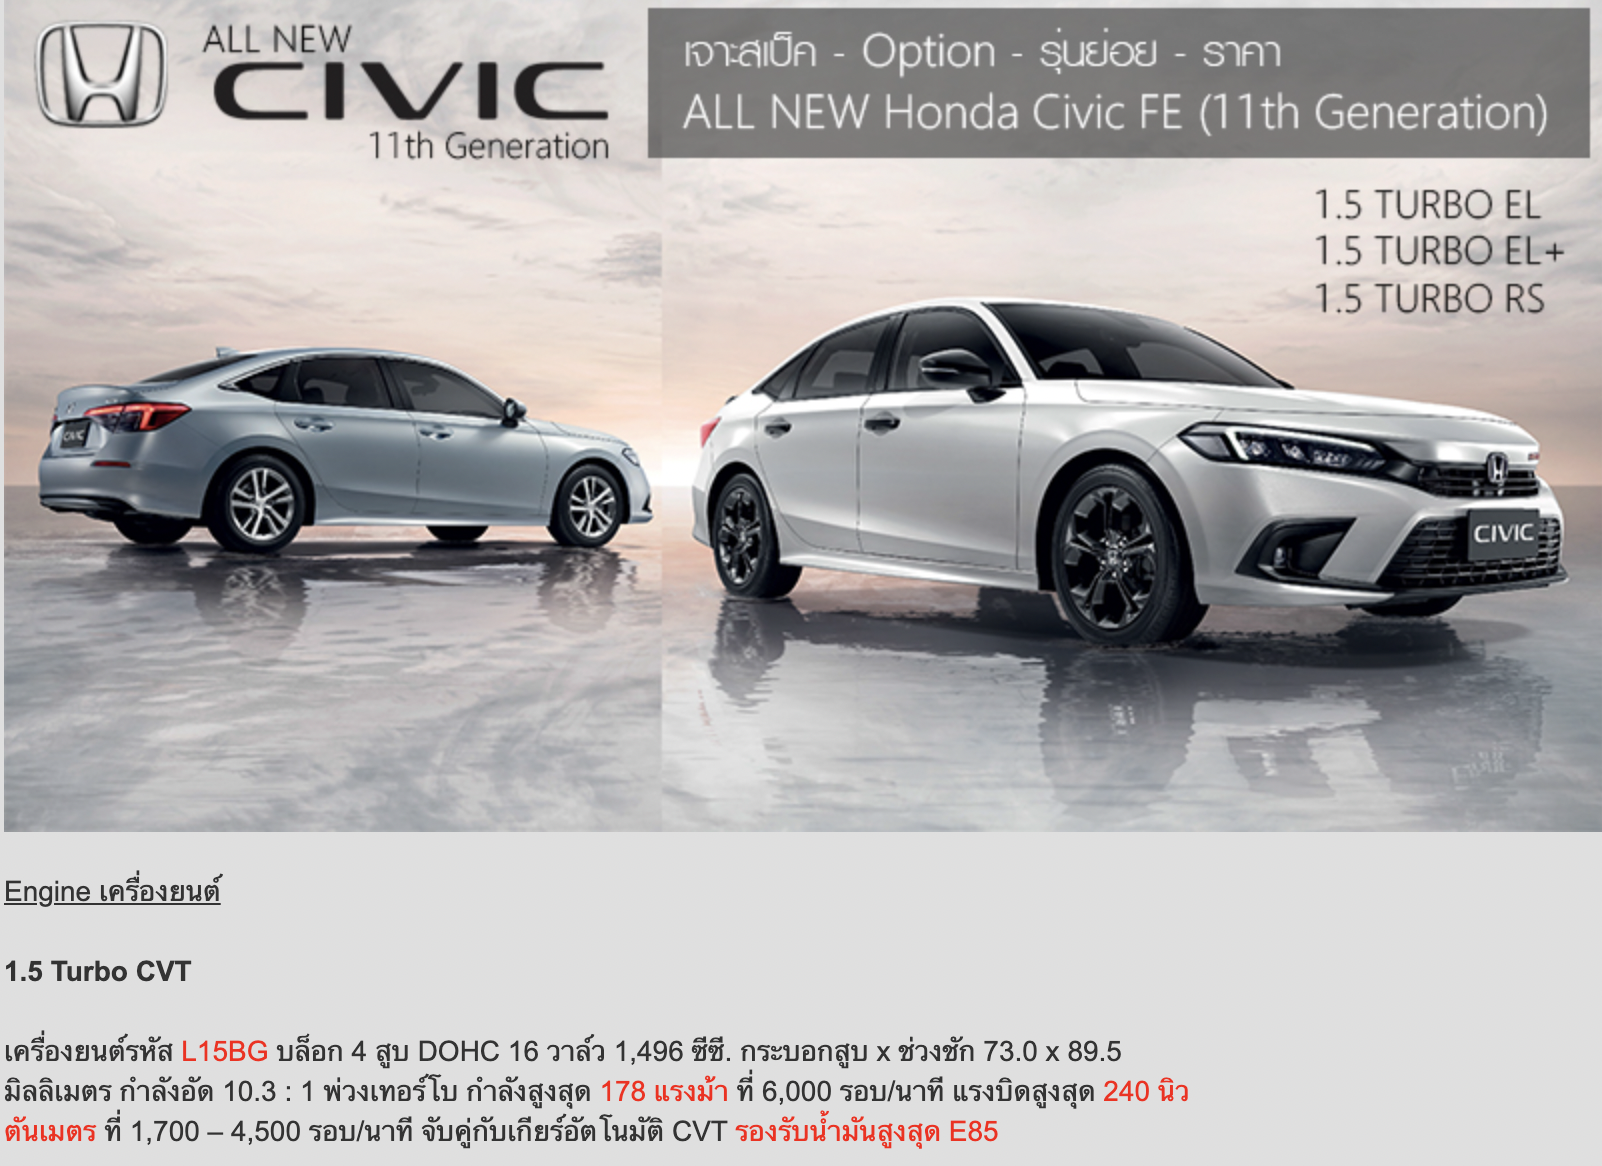 ALL NEW
CIVIC
11th Generation
เจาะสเป็ค - Option - รุ่นย่อย - ราคา
ALL NEW Honda Civic FE (11th Generation)
1.5 TURBO EL
1.5 TURBO EL+
1.5 TURBO RS
CIVIC
CIVIC
Engine เครื่องยนต์
1.5 Turbo CVT
เครื่องยนต์รหัส L15BG บล็อก 4 สูบ DOHC 16 วาล์ว 1,496 ซีซี. กระบอกสูบ x ช่วงชัก 73.0 x 89.5
มิลลิเมตร กำลังอัด 10.3 : 1 พ่วงเทอร์โบ กำลังสูงสุด 178 แรงม้า ที่ 6,000 รอบ/นาที แรงบิดสูงสุด 240 นิว
ตันเมตร ที่ 1,700 – 4,500 รอบ/นาที จับคู่กับเกียร์อัตโนมัติ CVT รองรับน้ำมันสูงสุด E85